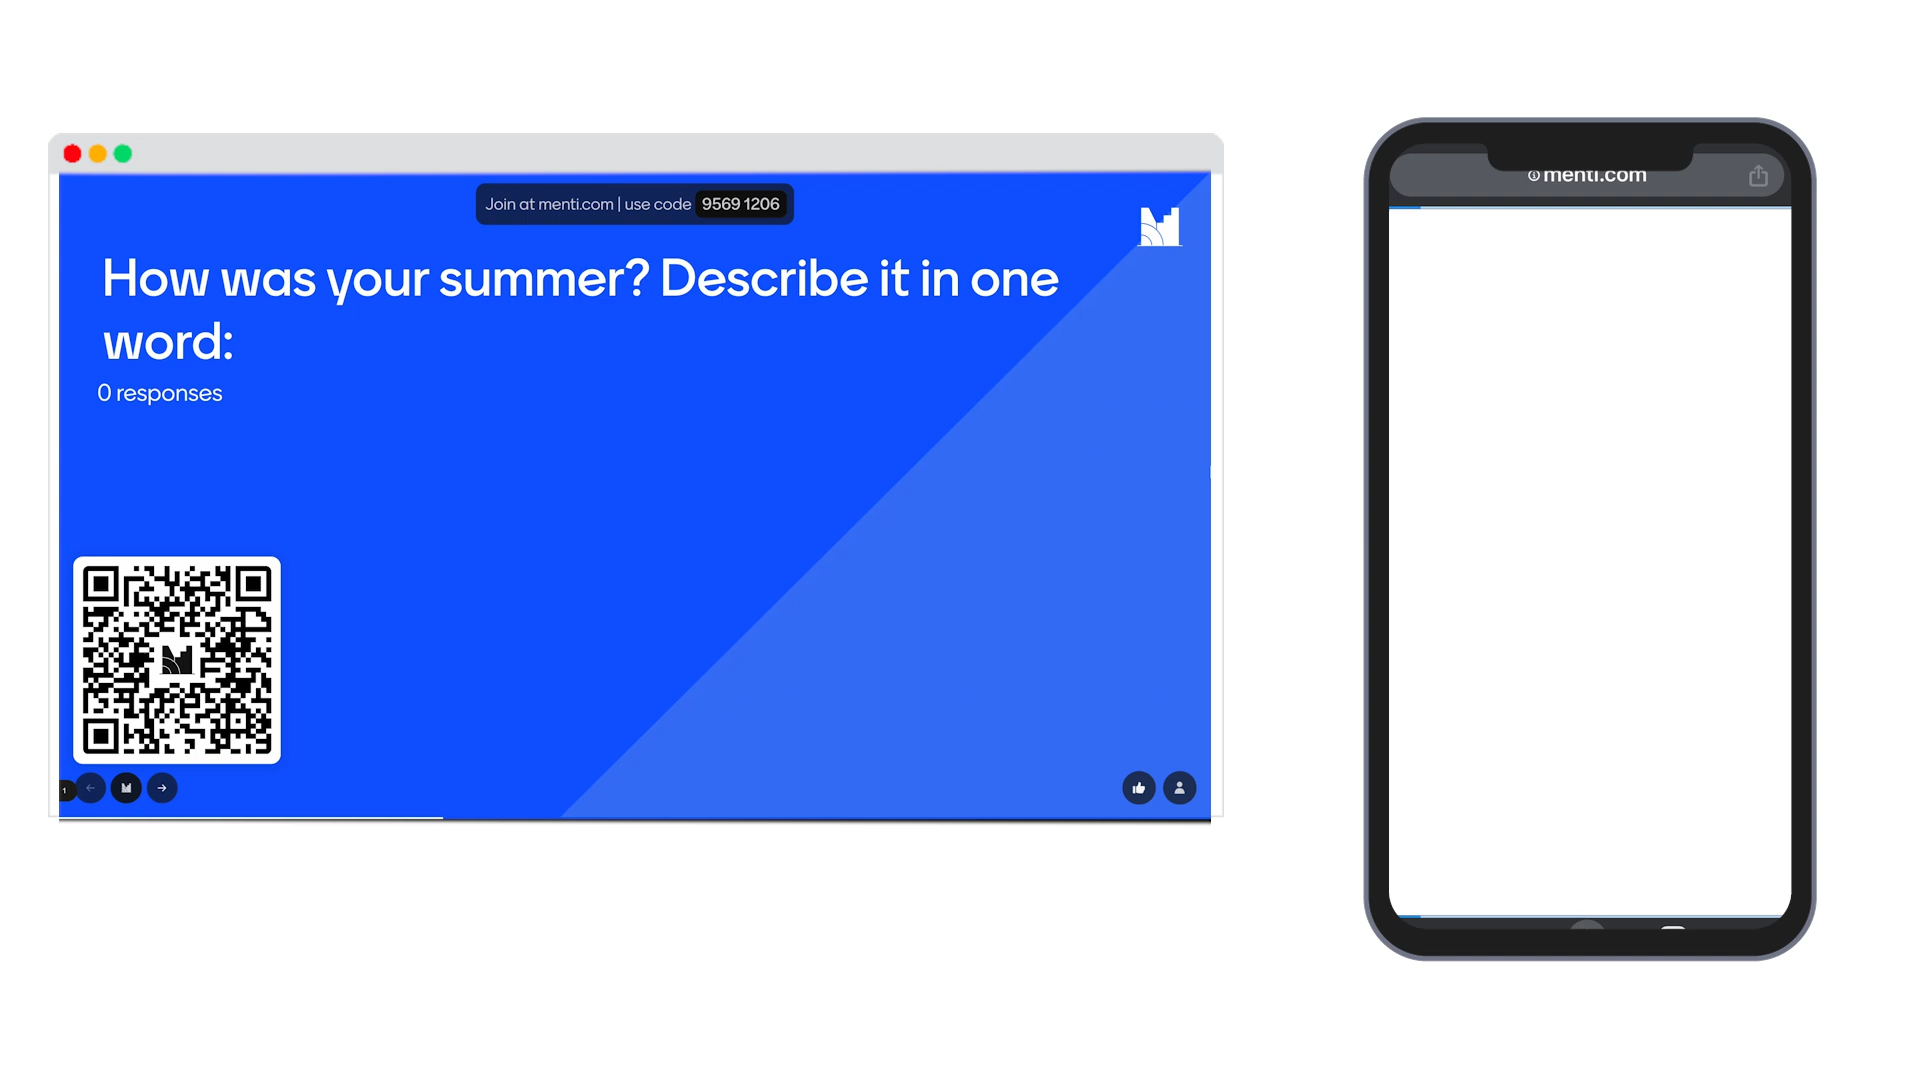 Join at menti.com | use code 9569 1206
How was your summer? Describe it in one
word:
0 responses
1
menti.com